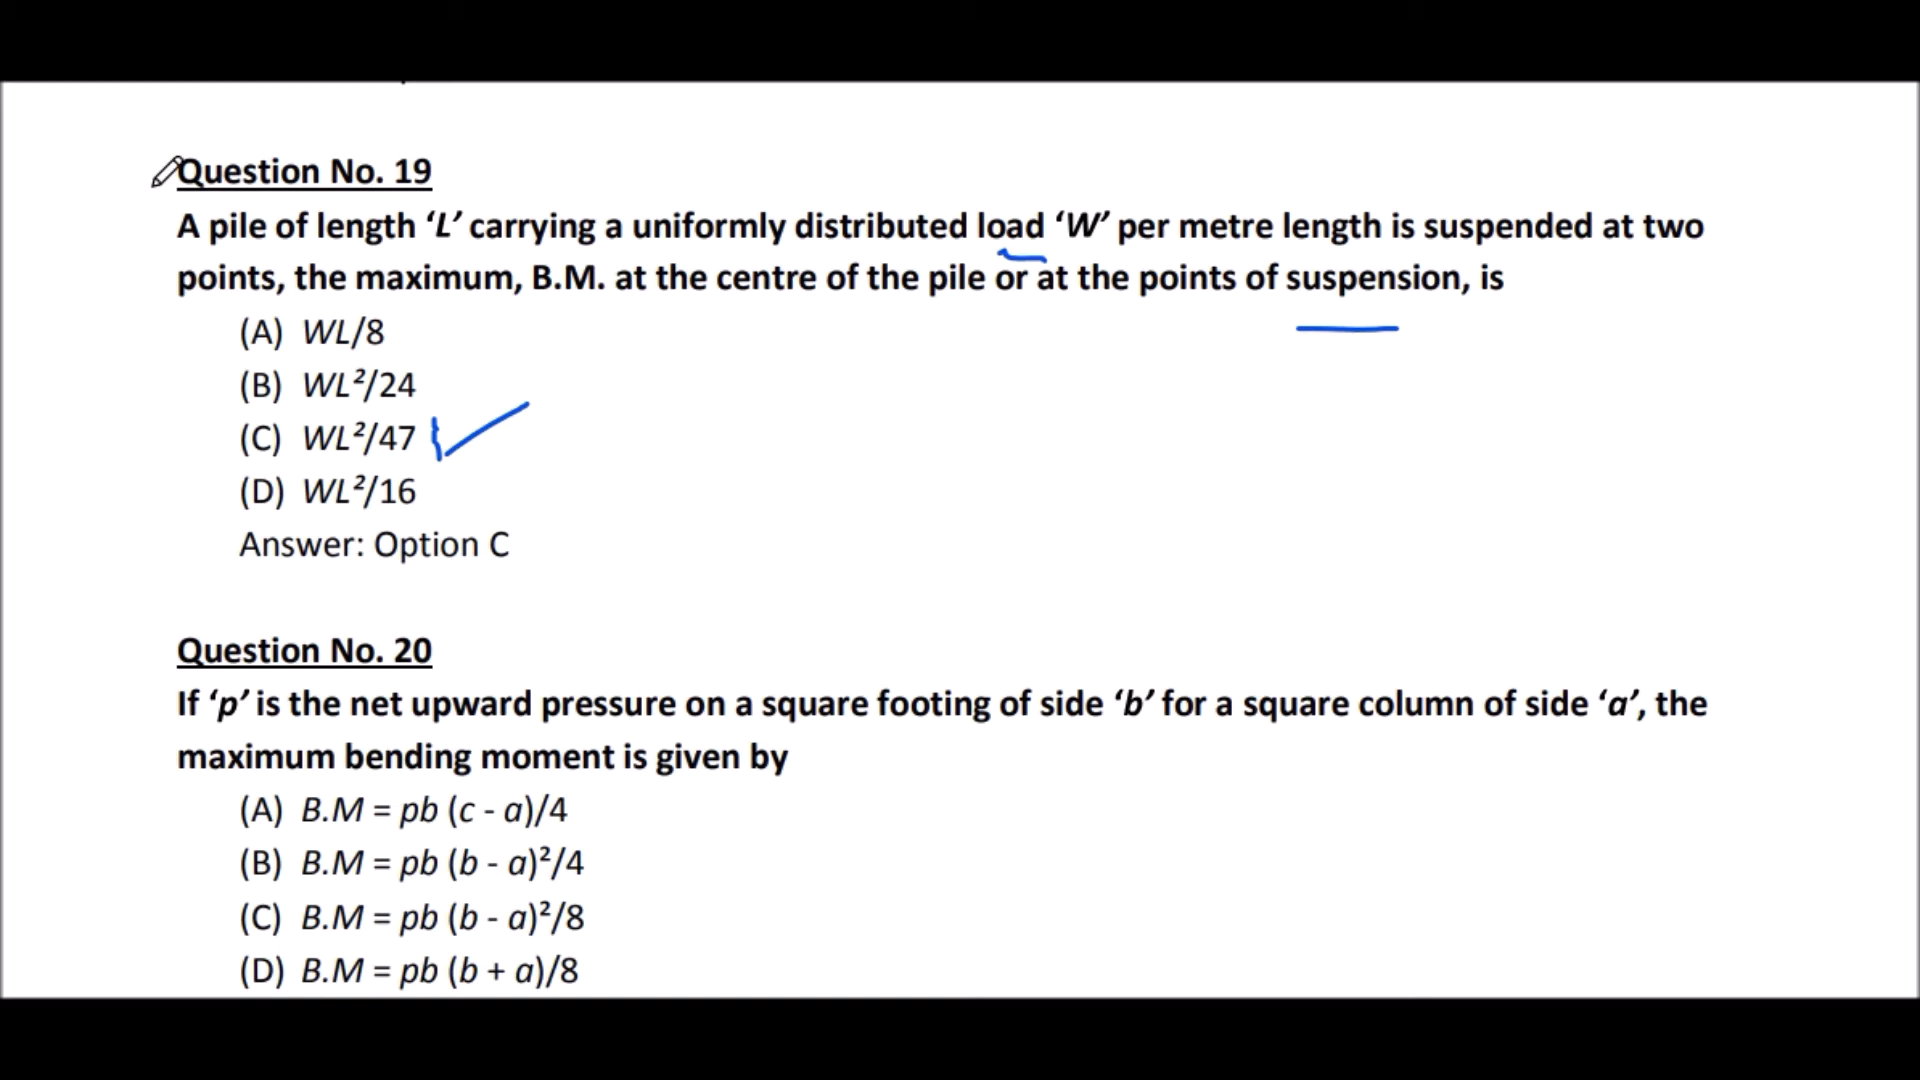 Question No. 19
A pile of length ‘L’ carrying a uniformly distributed load ‘W’ per metre length is suspended at two
points, the maximum, B.M. at the centre of the pile or at the points of suspension, is
(A) WL/8
(B) WL²/24
(C) WL²/47
(D) WL²/16
Answer: Option C
Question No. 20
If ‘p’ is the net upward pressure on a square footing of side ‘b’ for a square column of side ‘a’, the
maximum bending moment is given by
(A) B.M = pb (c - a)/4
(B) B.M = pb (b - a)²/4
(C) B.M = pb (b - a)²/8
(D) B.M = pb (b + a)/8